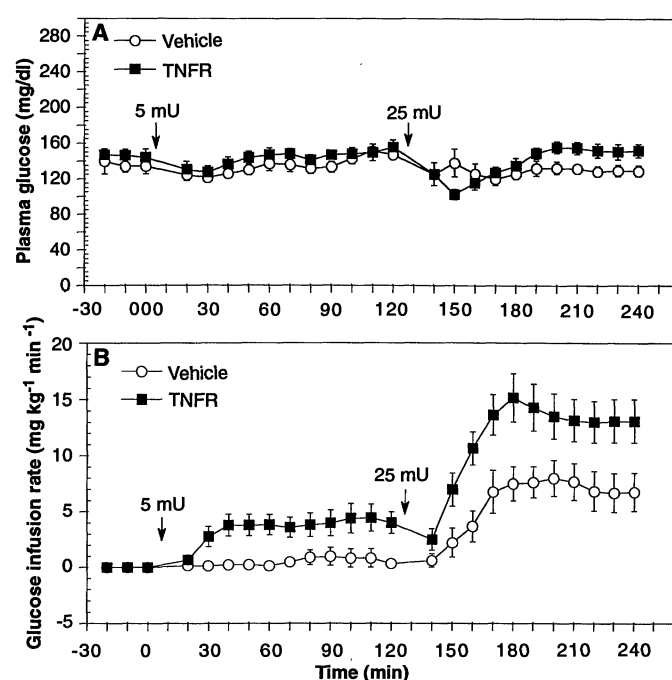 A
Vehicle
TNFR
5 mU
25 mU
Plasma glucose (mg/dl)
280
240
200
160
120
80
40
0
-30 000 30 60 90 120 150 180 210 240
B
Vehicle
TNFR
5 mU
25 mU
Glucose infusion rate (mg kg⁻¹ min⁻¹)
20
15
10
5
0
-5
-30 0 30 60 90 120 150 180 210 240
Time (min)